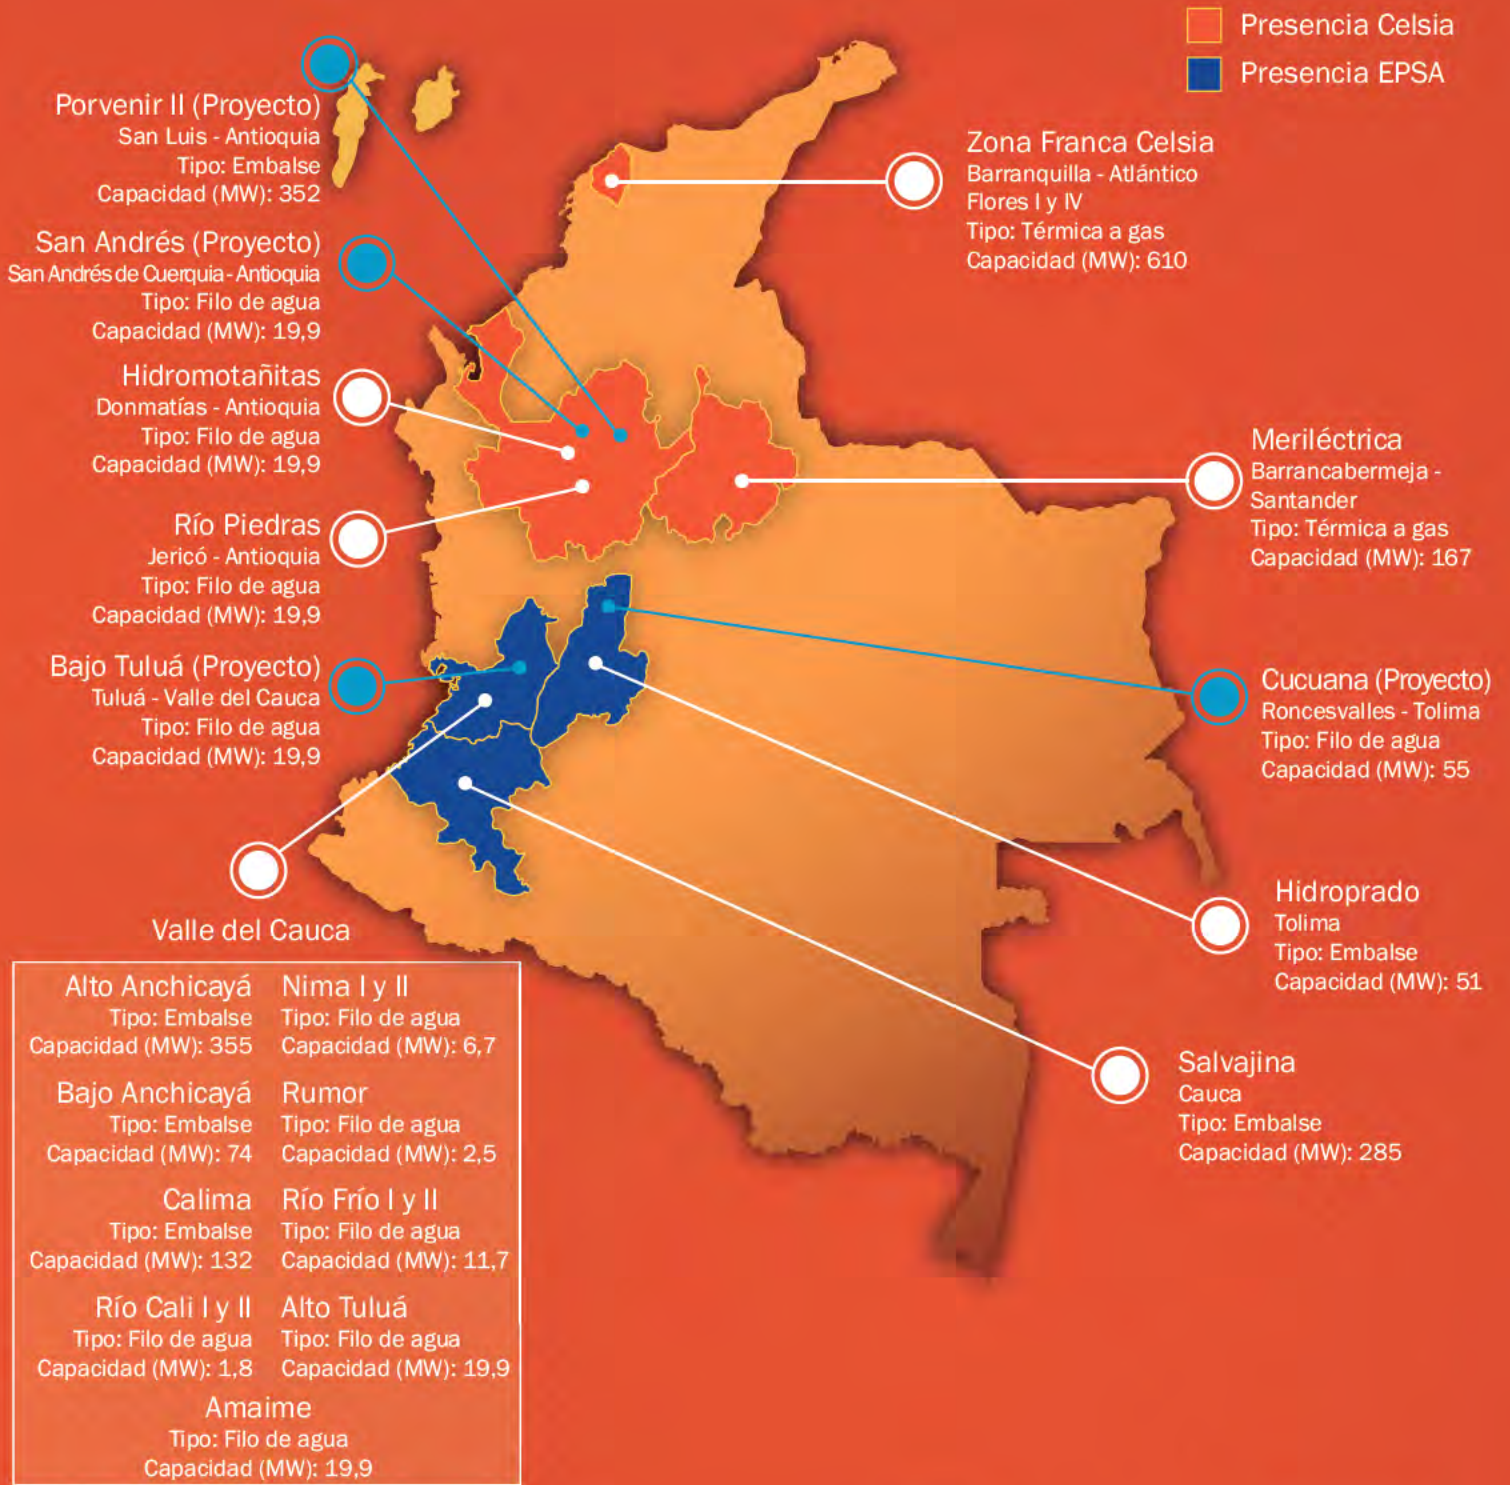 Presencia Celsia
Presencia EPSA
Porvenir II (Proyecto)
San Luis - Antioquia
Tipo: Embalse
Capacidad (MW): 352
San Andrés (Proyecto)
San Andrés de Cuerquia - Antioquia
Tipo: Filo de agua
Capacidad (MW): 19,9
Hidromotañitas
Donmatías - Antioquia
Tipo: Filo de agua
Capacidad (MW): 19,9
Río Piedras
Jericó - Antioquia
Tipo: Filo de agua
Capacidad (MW): 19,9
Bajo Tuluá (Proyecto)
Tuluá - Valle del Cauca
Tipo: Filo de agua
Capacidad (MW): 19,9
Zona Franca Celsia
Barranquilla - Atlántico
Flores I y IV
Tipo: Térmica a gas
Capacidad (MW): 610
Meriléctrica
Barrancabermeja -
Santander
Tipo: Térmica a gas
Capacidad (MW): 167
Cucuana (Proyecto)
Roncesvalles - Tolima
Tipo: Filo de agua
Capacidad (MW): 55
Hidroprado
Tolima
Tipo: Embalse
Capacidad (MW): 51
Salvajina
Cauca
Tipo: Embalse
Capacidad (MW): 285
Valle del Cauca
Alto Anchicayá
Tipo: Embalse
Capacidad (MW): 355
Nima I y II
Tipo: Filo de agua
Capacidad (MW): 6,7
Bajo Anchicayá
Tipo: Embalse
Capacidad (MW): 74
Rumor
Tipo: Filo de agua
Capacidad (MW): 2,5
Calima
Tipo: Embalse
Capacidad (MW): 132
Río Frío I y II
Tipo: Filo de agua
Capacidad (MW): 11,7
Río Cali I y II
Tipo: Filo de agua
Capacidad (MW): 1,8
Alto Tuluá
Tipo: Filo de agua
Capacidad (MW): 19,9
Amaime
Tipo: Filo de agua
Capacidad (MW): 19,9